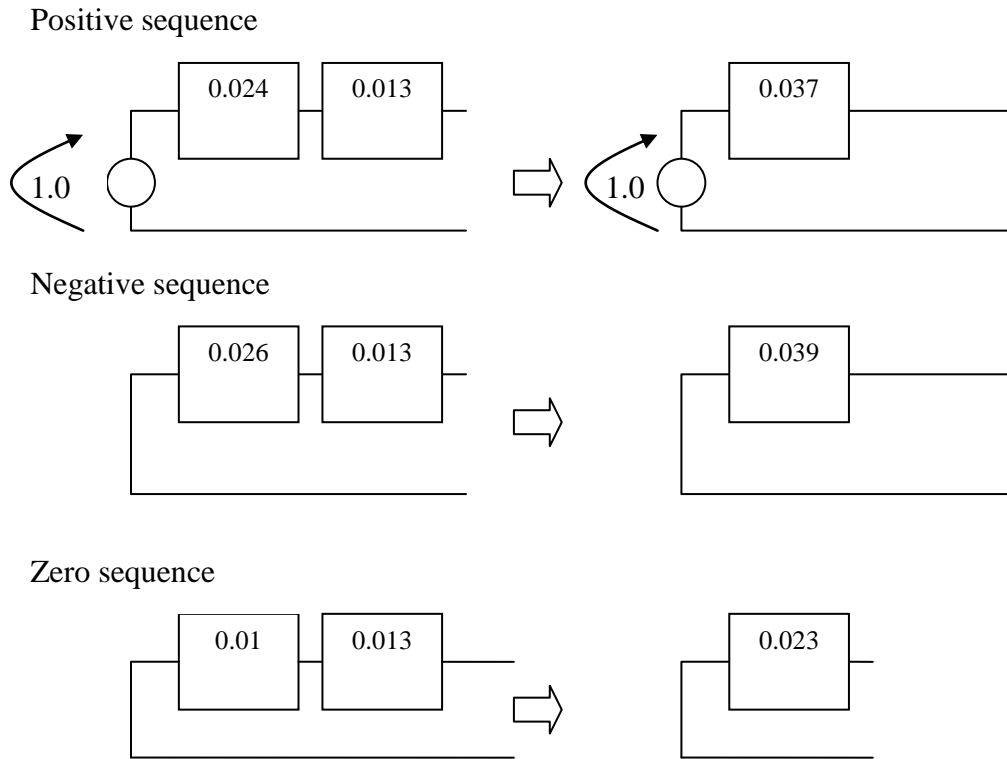 Positive sequence
0.024 0.013 0.037
1.0 1.0
Negative sequence
0.026 0.013 0.039
Zero sequence
0.01 0.013 0.023